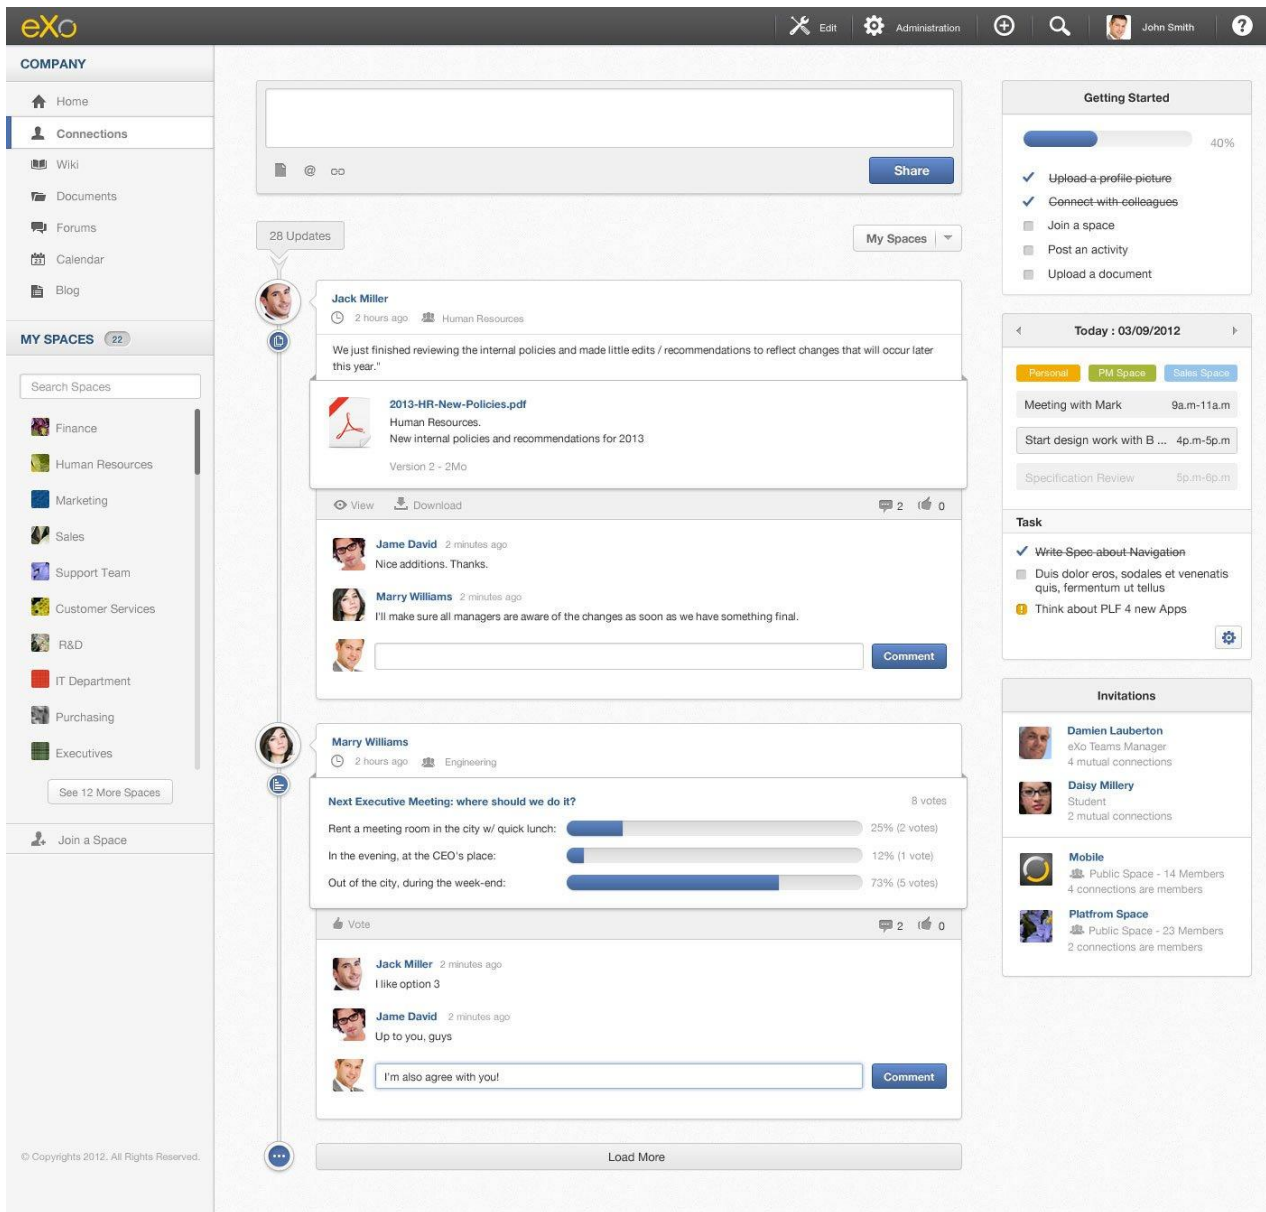 eXo
Edit
Administration
John Smith
?
COMPANY
Home
Connections
Wiki
Documents
Forums
Calendar
Blog
MY SPACES 22
Search Spaces
Finance
Human Resources
Marketing
Sales
Support Team
Customer Services
R&D
IT Department
Purchasing
Executives
See 12 More Spaces
Join a Space
© Copyrights 2012. All Rights Reserved.
@
Share
28 Updates
My Spaces
Jack Miller
2 hours ago Human Resources
We just finished reviewing the internal policies and made little edits / recommendations to reflect changes that will occur later
this year."
2013-HR-New-Policies.pdf
Human Resources.
New internal policies and recommendations for 2013
Version 2 - 2Mo
View Download 2 0
Jame David 2 minutes ago
Nice additions. Thanks.
Marry Williams 2 minutes ago
I'll make sure all managers are aware of the changes as soon as we have something final.
Comment
Marry Williams
2 hours ago Engineering
Next Executive Meeting: where should we do it? 8 votes
Rent a meeting room in the city w/ quick lunch: 25% (2 votes)
In the evening, at the CEO's place: 12% (1 vote)
Out of the city, during the week-end: 73% (5 votes)
Vote 2 0
Jack Miller 2 minutes ago
I like option 3
Jame David 2 minutes ago
Up to you, guys
I'm also agree with you! Comment
Load More
Getting Started
40%
Upload a profile picture
Connect with colleagues
Join a space
Post an activity
Upload a document
Today : 03/09/2012
Personal PM Space Sales Space
Meeting with Mark 9a.m-11a.m
Start design work with B ... 4p.m-5p.m
Specification Review 5p.m-6p.m
Task
Write Spec about Navigation
Duis dolor eros, sodales et venenatis
quis, fermentum ut tellus
Think about PLF 4 new Apps
Invitations
Damien Lauberton
eXo Teams Manager
4 mutual connections
Daisy Millery
Student
2 mutual connections
Mobile
Public Space - 14 Members
4 connections are members
Platfrom Space
Public Space - 23 Members
2 connections are members